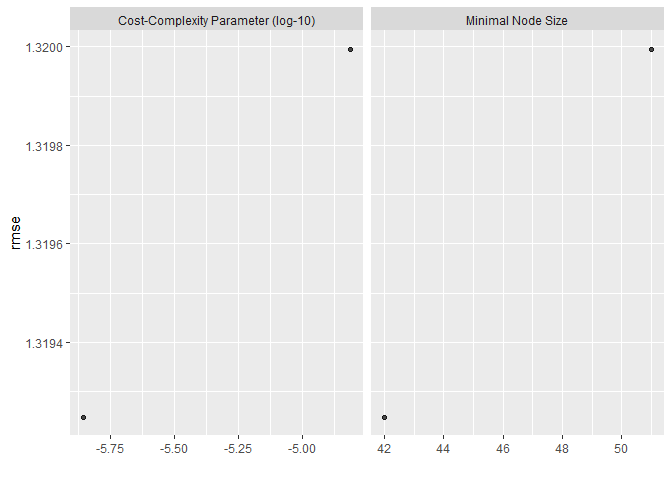 Cost-Complexity Parameter (log-10) Minimal Node Size
1.3200
1.3198
1.3196
1.3194
rmse
-5.75 -5.50 -5.25 -5.00 42 44 46 48 50